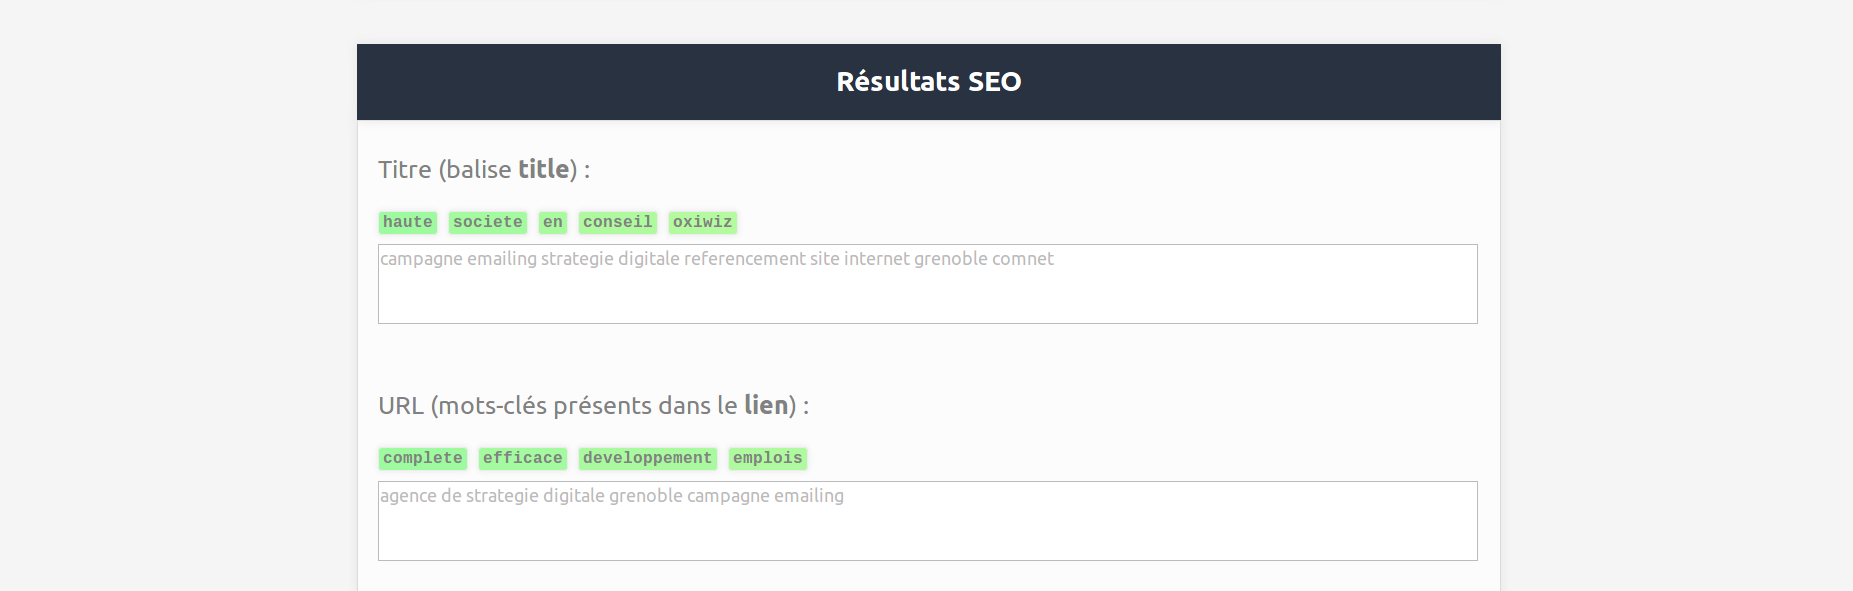 Résultats SEO
Titre (balise title) :
haute societe en conseil oxiwiz
campagne emailing strategie digitale referencement site internet grenoble comnet
URL (mots-clés présents dans le lien) :
complete efficace developpement emplois
agence de strategie digitale grenoble campagne emailing